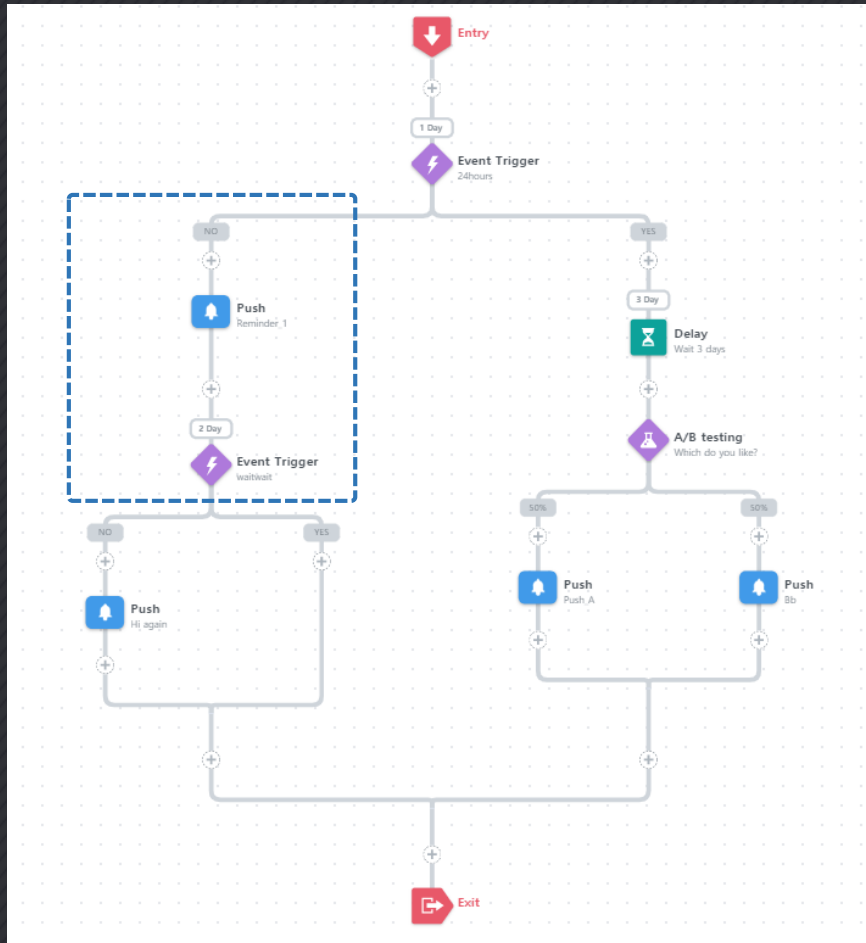 Entry
1 Day
Event Trigger
24hours
NO
YES
Push
Reminder_1
3 Day
Delay
Wait 3 days
2 Day
Event Trigger
waitwait
A/B testing
Which do you like?
50%
50%
NO
YES
Push
Push_A
Push
Bb
Push
Hi again
Exit